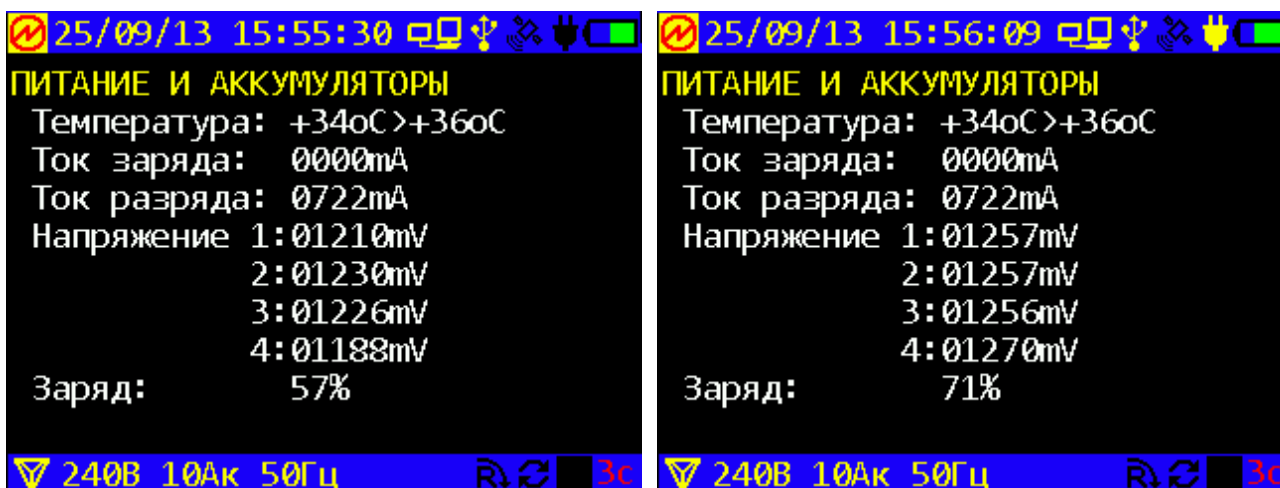 25/09/13 15:55:30
ПИТАНИЕ И АККУМУЛЯТОРЫ
Температура: +34oC>+36oC
Ток заряда: 0000mA
Ток разряда: 0722mA
Напряжение 1:01210mV
2:01230mV
3:01226mV
4:01188mV
Заряд: 57%
240В 10Ак 50Гц R 3с
25/09/13 15:56:09
ПИТАНИЕ И АККУМУЛЯТОРЫ
Температура: +34oC>+36oC
Ток заряда: 0000mA
Ток разряда: 0722mA
Напряжение 1:01257mV
2:01257mV
3:01256mV
4:01270mV
Заряд: 71%
240В 10Ак 50Гц R 3с